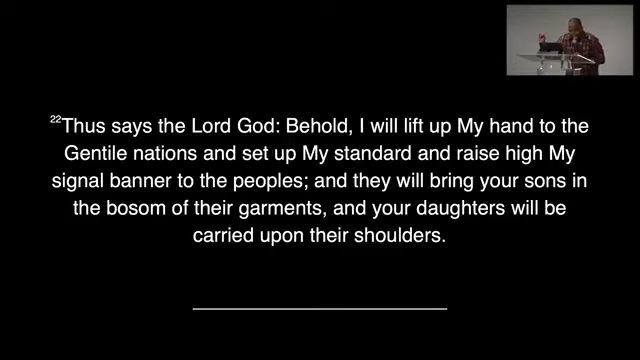 22Thus says the Lord God: Behold, I will lift up My hand to the
Gentile nations and set up My standard and raise high My
signal banner to the peoples; and they will bring your sons in
the bosom of their garments, and your daughters will be
carried upon their shoulders.